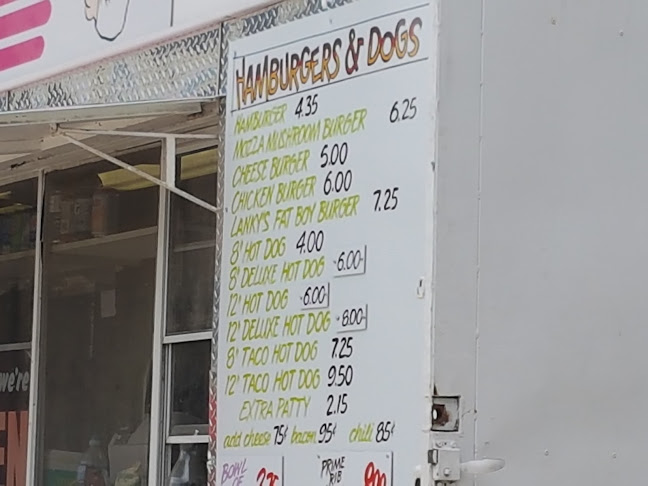 HAMBURGERS & DOGS
HAMBURGER 4.35
MOZZA MUSHROOM BURGER 6.25
CHEESE BURGER 5.00
CHICKEN BURGER 6.00
LANKY'S FAT BOY BURGER 7.25
8' HOT DOG 4.00
8' DELUXE HOT DOG -6.00-
12' HOT DOG -6.00-
12' DELUXE HOT DOG -8.00-
8' TACO HOT DOG 7.25
12' TACO HOT DOG 9.50
EXTRA PATTY 2.15
add cheese 75¢ bacon 95¢ chili 85¢
BOWL
PRIME
RIB
we're